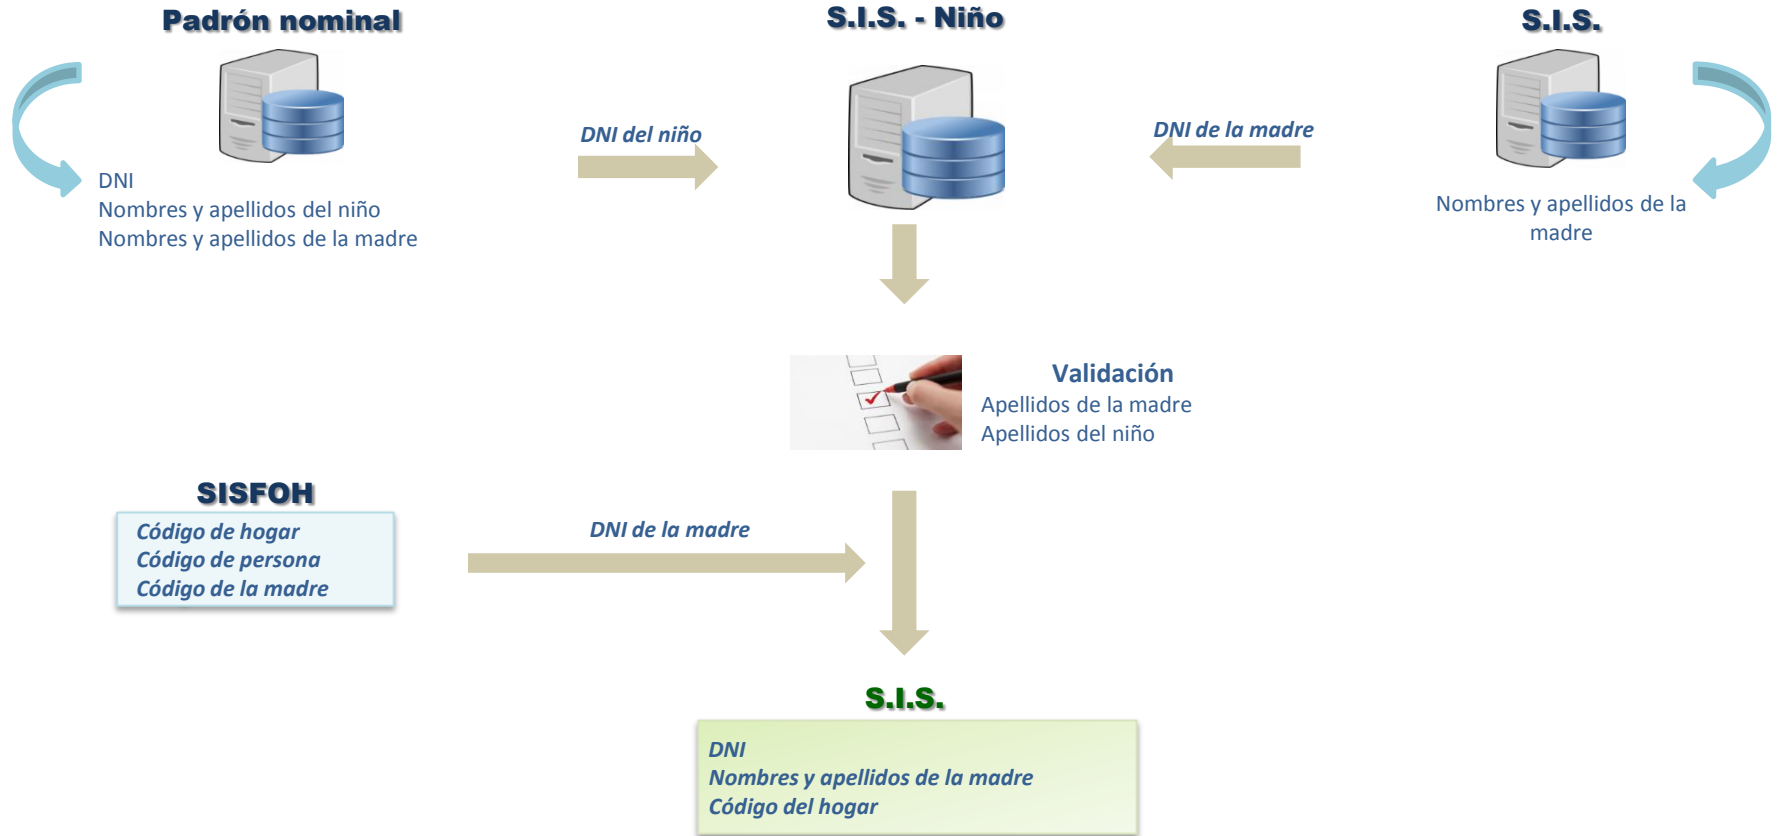 Padrón nominal
S.I.S. - Niño
S.I.S.
DNI del niño
DNI de la madre
DNI
Nombres y apellidos del niño
Nombres y apellidos de la madre
Nombres y apellidos de la
madre
Validación
Apellidos de la madre
Apellidos del niño
SISFOH
Código de hogar
Código de persona
Código de la madre
DNI de la madre
S.I.S.
DNI
Nombres y apellidos de la madre
Código del hogar